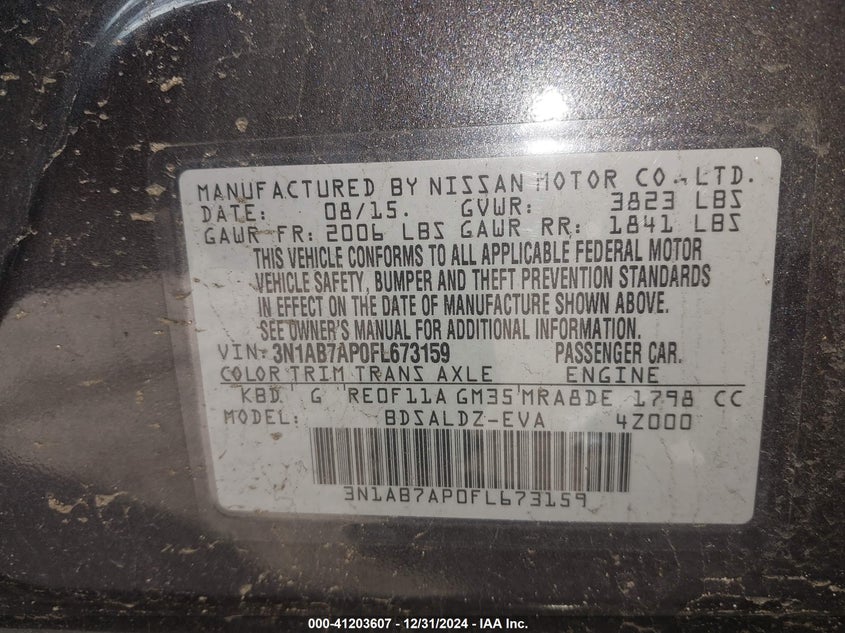 MANUFACTURED BY NISSAN MOTOR CO., LTD.
DATE: 08/15. GVWR: 3823 LBS
GAWR FR: 2006 LBS GAWR RR: 1841 LBS
THIS VEHICLE CONFORMS TO ALL APPLICABLE FEDERAL MOTOR
VEHICLE SAFETY, BUMPER AND THEFT PREVENTION STANDARDS
IN EFFECT ON THE DATE OF MANUFACTURE SHOWN ABOVE.
SEE OWNER'S MANUAL FOR ADDITIONAL INFORMATION
VIN: 3N1AB7AP0FL673159 PASSENGER CAR.
COLOR TRIM TRANS AXLE ENGINE
KBD G RE0F11A GM35 MRA8DE 1798 CC
MODEL: BDSALDZ-EVA 4Z000
3N1AB7AP0FL673159
000-41203607 - 12/31/2024 - IAA Inc.